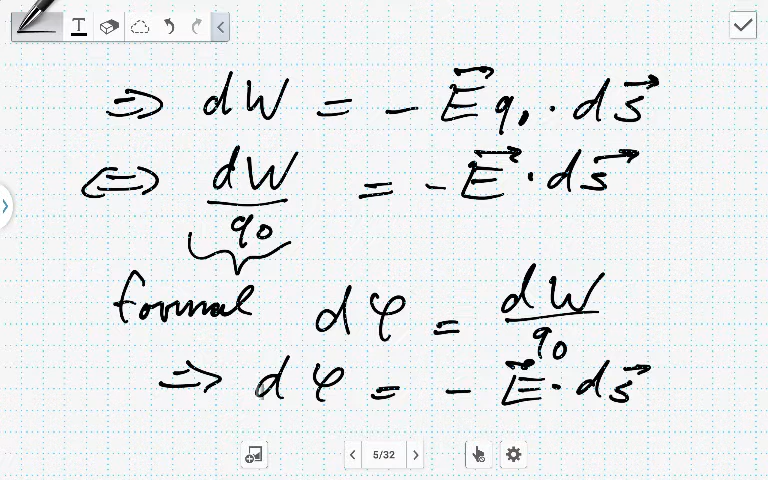 T
⇒ dW = − E⃗ q₀ · ds⃗
⇔ dW/q₀ = − E⃗ · ds⃗
formal dφ = dW/q₀
⇒ dφ = − E⃗ · ds⃗
5/32